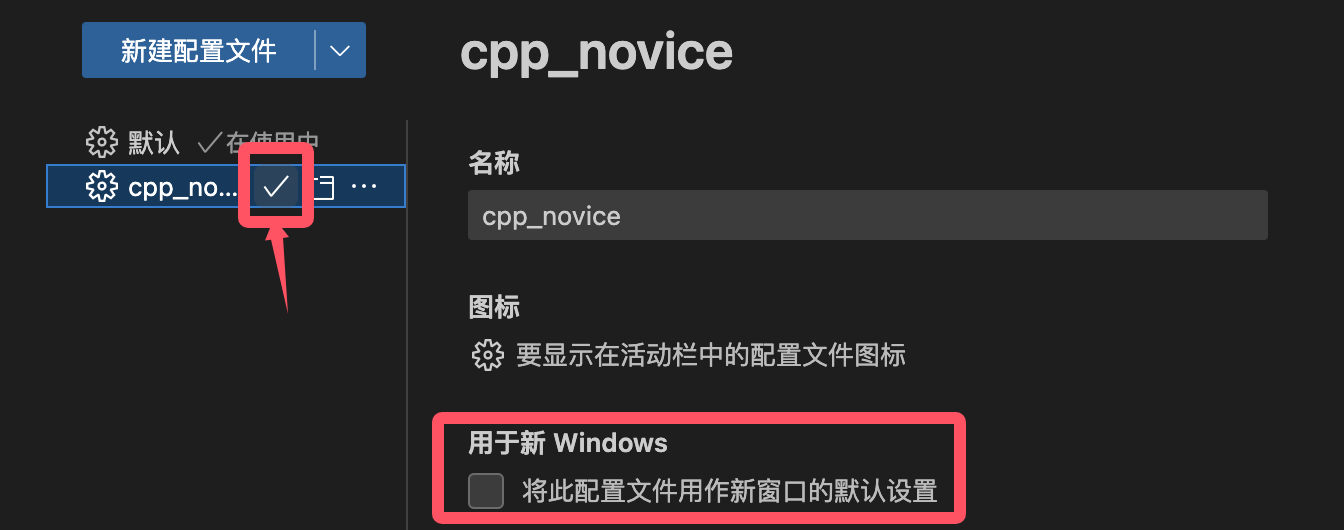 新建配置文件
cpp_novice
默认 在使用中
cpp_no...
名称
cpp_novice
图标
要显示在活动栏中的配置文件图标
用于新 Windows
将此配置文件用作新窗口的默认设置